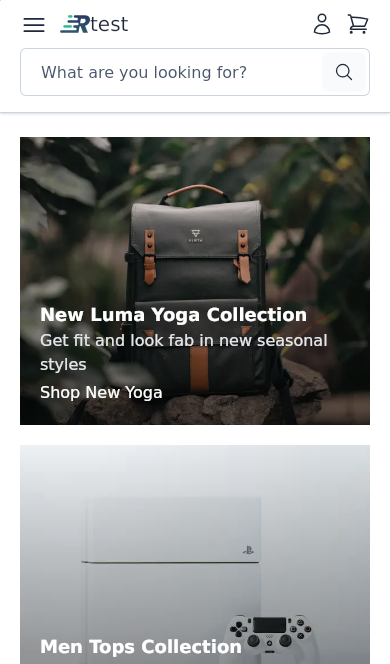 Rtest
What are you looking for?
New Luma Yoga Collection
Get fit and look fab in new seasonal
styles
Shop New Yoga
Men Tops Collection